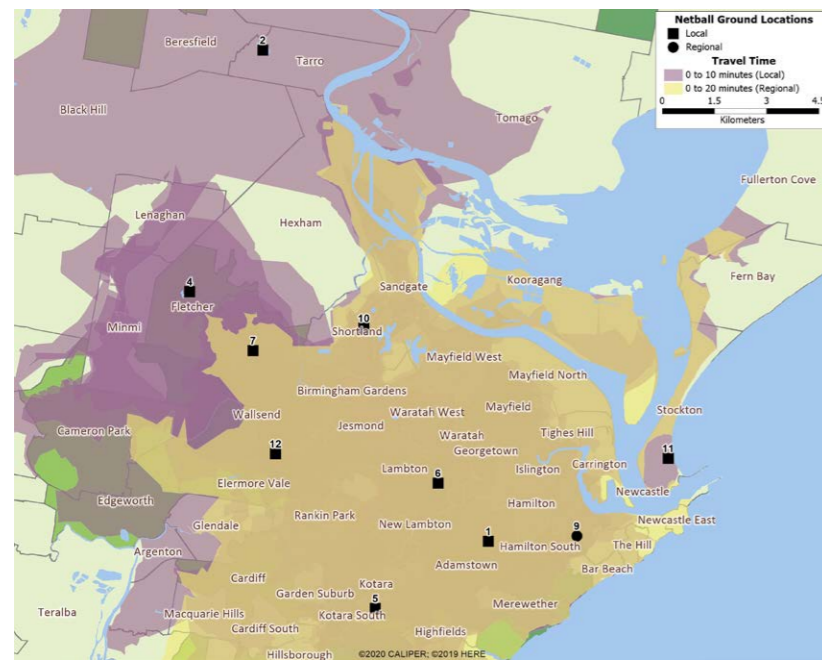 Netball Ground Locations
Local
Regional
Travel Time
0 to 10 minutes (Local)
0 to 20 minutes (Regional)
0 1.5 3 4.5
Kilometers
2
Beresfield
Tarro
Black Hill
Tomago
Fullerton Cove
Lenaghan
Hexham
4
Fletcher
Sandgate
Kooragang
Fern Bay
Minmi
10
Shortland
7
Mayfield West
Mayfield North
Birmingham Gardens
Wallsend
Jesmond
Waratah West
Mayfield
Stockton
Cameron Park
Waratah
Tighes Hill
Georgetown
12
11
Lambton
Islington
Carrington
6
Elermore Vale
Newcastle
Edgeworth
Hamilton
Rankin Park
New Lambton
Newcastle East
Glendale
9
1
Hamilton South
The Hill
Argenton
Adamstown
Bar Beach
Cardiff
Kotara
Garden Suburb
5
Merewether
Teralba
Macquarie Hills
Kotara South
Cardiff South
Highfields
Hillsborough
©2020 CALIPER; ©2019 HERE